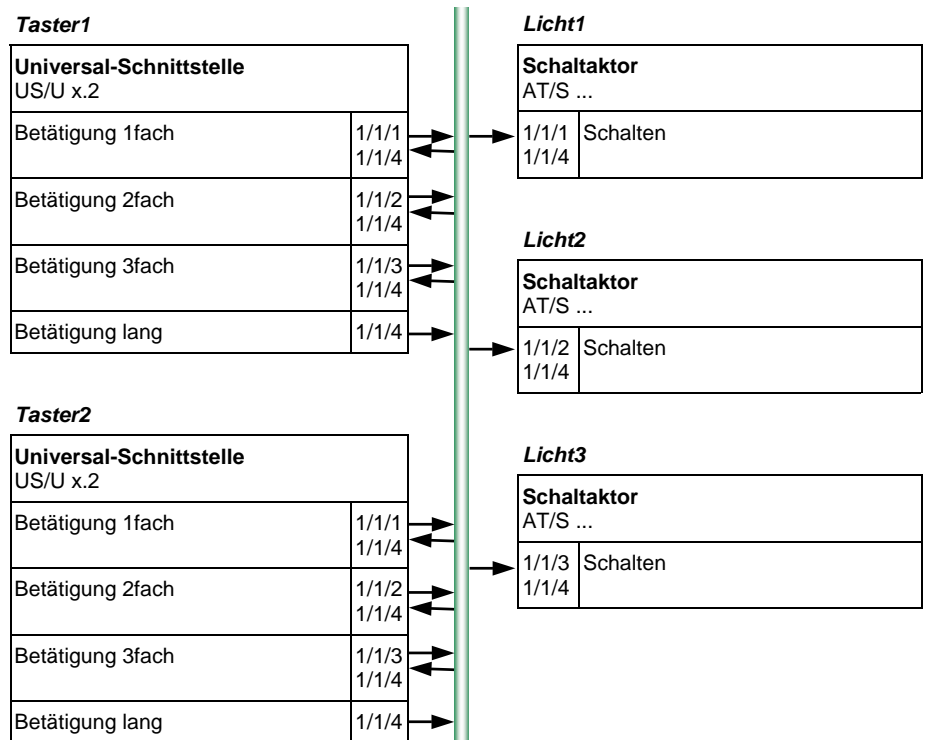 Taster1
Universal-Schnittstelle
US/U x.2
Betätigung 1fach 1/1/1
1/1/4
Betätigung 2fach 1/1/2
1/1/4
Betätigung 3fach 1/1/3
1/1/4
Betätigung lang 1/1/4
Taster2
Universal-Schnittstelle
US/U x.2
Betätigung 1fach 1/1/1
1/1/4
Betätigung 2fach 1/1/2
1/1/4
Betätigung 3fach 1/1/3
1/1/4
Betätigung lang 1/1/4
Licht1
Schaltaktor
AT/S ...
1/1/1 Schalten
1/1/4
Licht2
Schaltaktor
AT/S ...
1/1/2 Schalten
1/1/4
Licht3
Schaltaktor
AT/S ...
1/1/3 Schalten
1/1/4